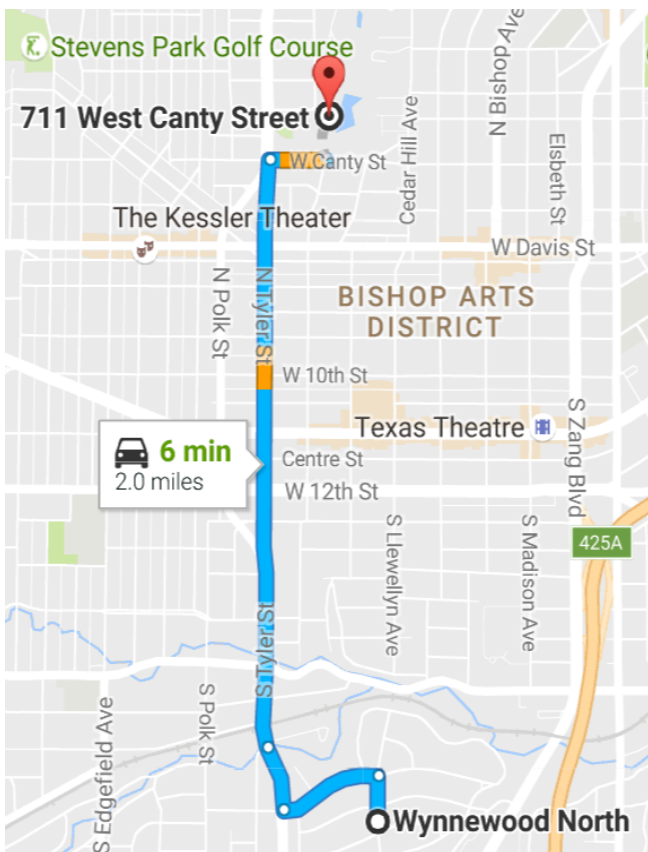 Stevens Park Golf Course
N Bishop Ave
711 West Canty Street
Cedar Hill Ave
Elsbeth St
W Canty St
The Kessler Theater
W Davis St
N Polk St
N Tyler St
BISHOP ARTS
DISTRICT
W 10th St
Texas Theatre
S Zang Blvd
6 min
2.0 miles
Centre St
W 12th St
S Llewellyn Ave
S Madison Ave
425A
S Tyler St
S Polk St
S Edgefield Ave
Wynnewood North